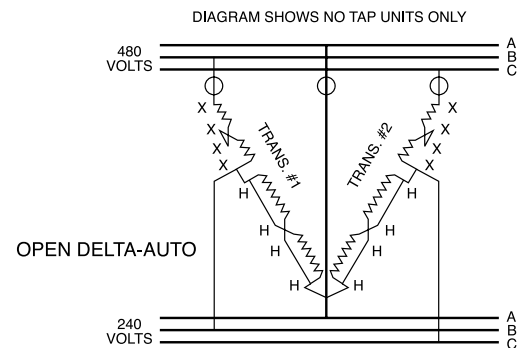 DIAGRAM SHOWS NO TAP UNITS ONLY
480
VOLTS
A
B
C
X
X
X
X
TRANS. #1
TRANS. #2
X
X
X
X
H
H
H
H
H
H
H
H
OPEN DELTA-AUTO
240
VOLTS
A
B
C